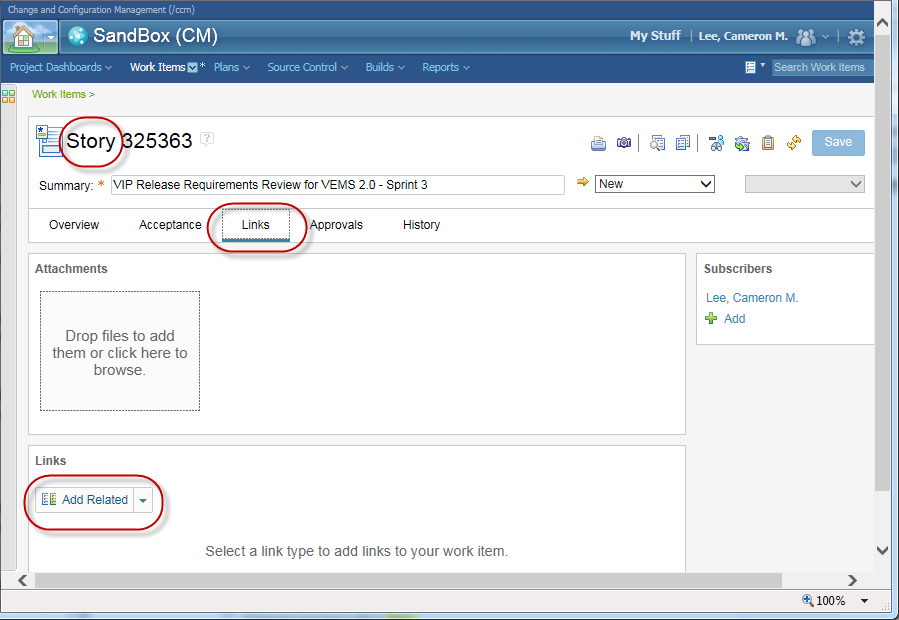 Change and Configuration Management (/ccm)
SandBox (CM)
My Stuff | Lee, Cameron M.
Project Dashboards Work Items * Plans Source Control Builds Reports Search Work Items
Work Items >
Story 325363 ?
Save
Summary: * VIP Release Requirements Review for VEMS 2.0 - Sprint 3 New
Overview Acceptance Links Approvals History
Attachments
Subscribers
Drop files to add
them or click here to
browse.
Lee, Cameron M.
Add
Links
Add Related
Select a link type to add links to your work item.
100%